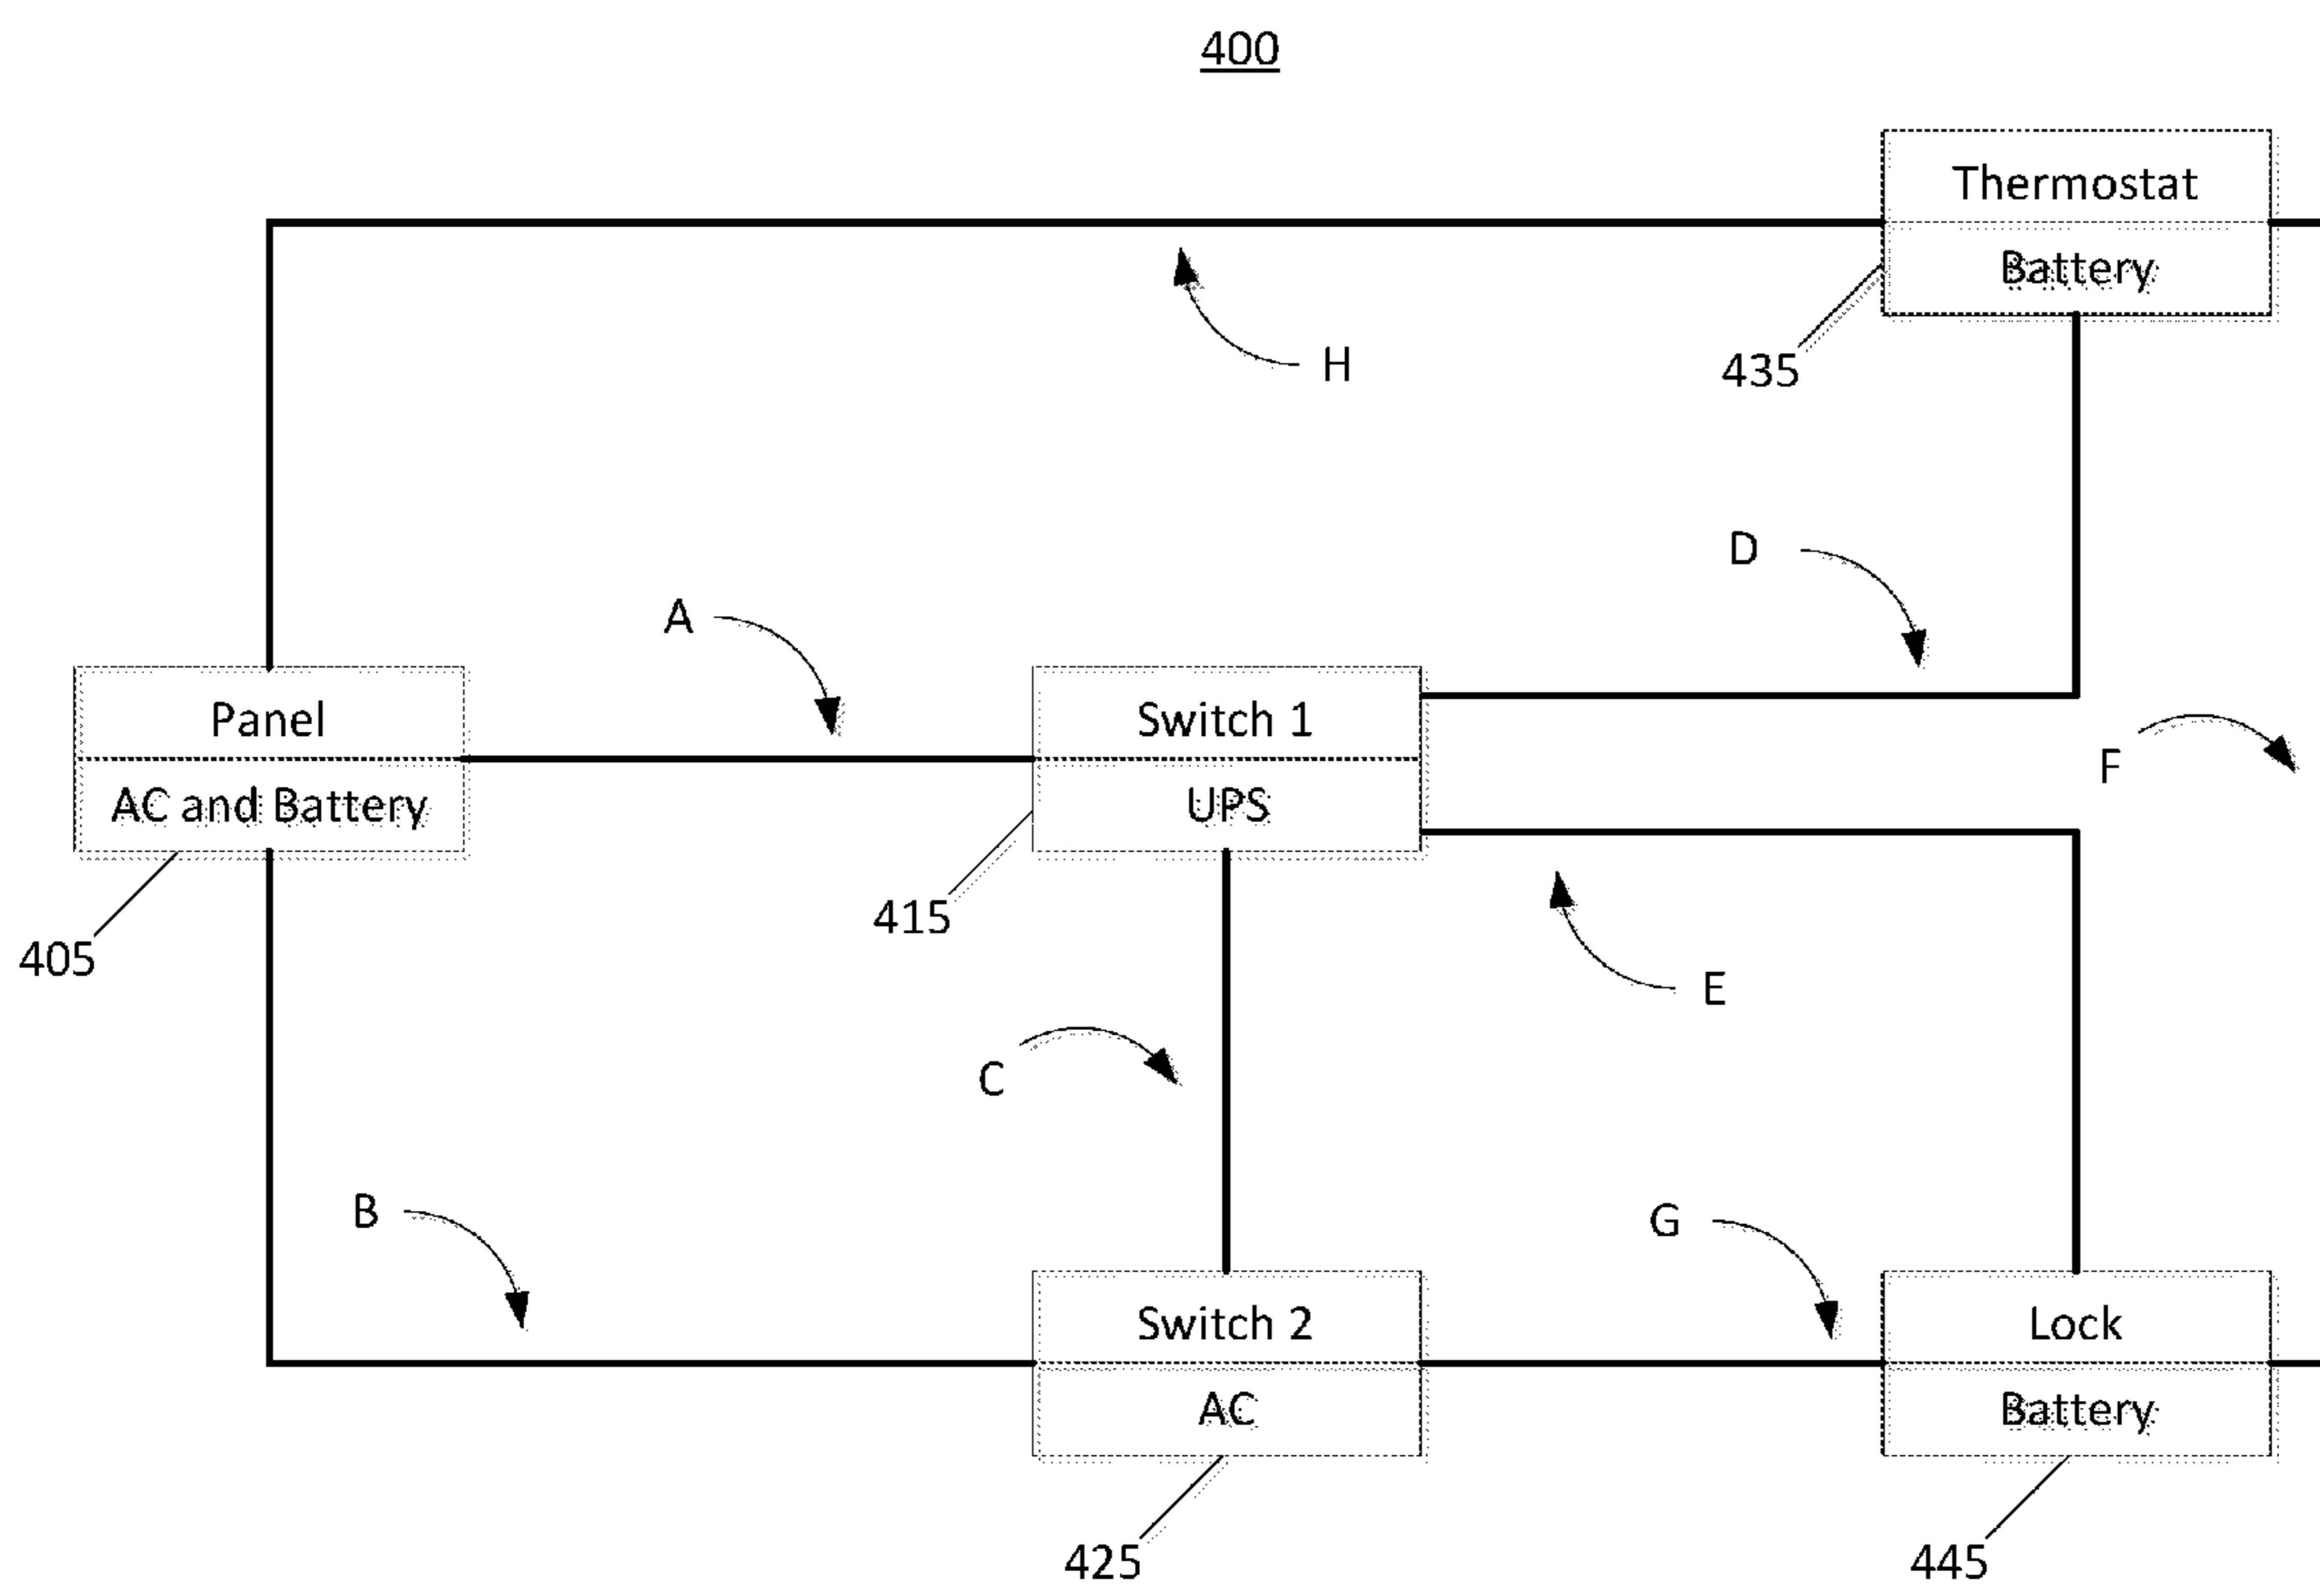 400
Thermostat
Battery
435
H
D
A
F
Panel
AC and Battery
405
Switch 1
UPS
415
E
C
B
G
Switch 2
AC
425
Lock
Battery
445